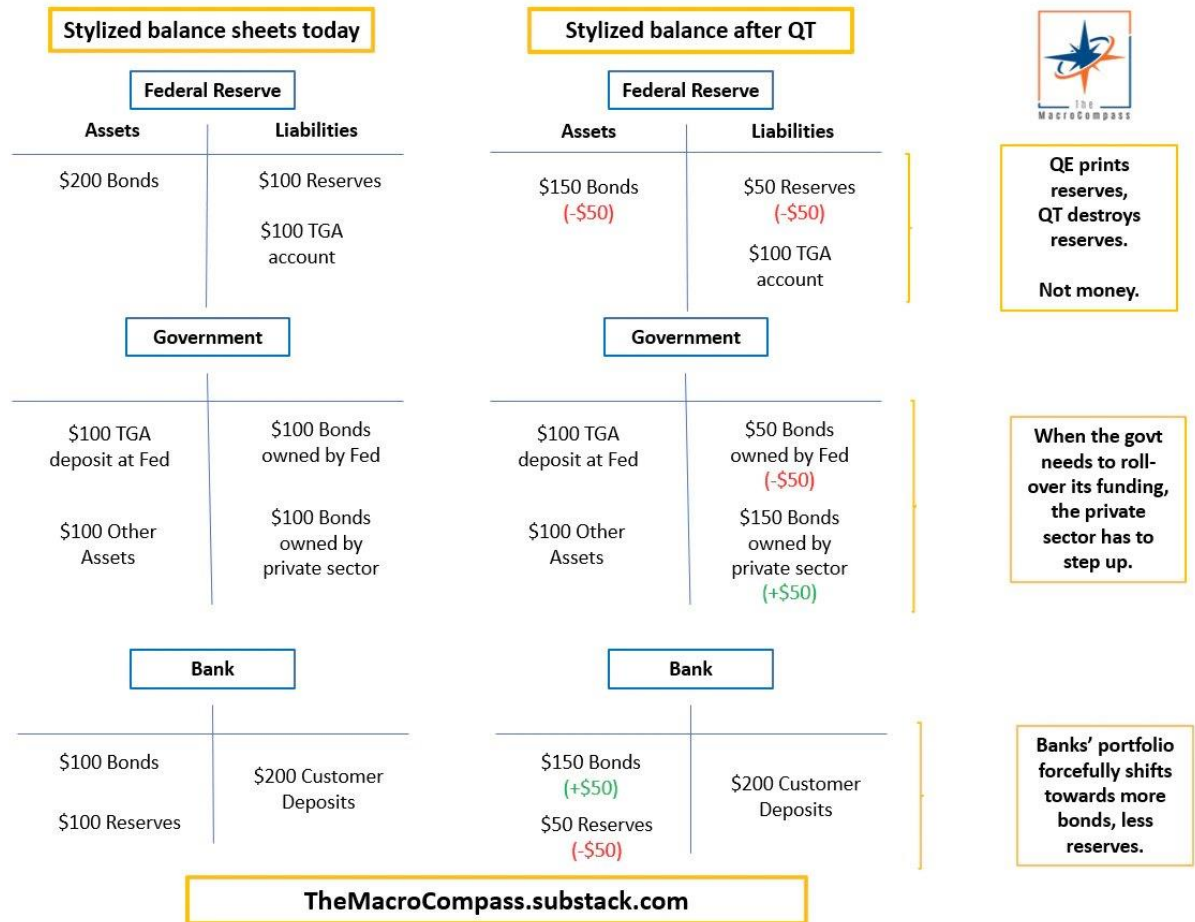 Stylized balance sheets today
Stylized balance after QT
The
MacroCompass
Federal Reserve
Assets
Liabilities
$200 Bonds
$100 Reserves
$100 TGA
account
Assets
Liabilities
$150 Bonds
(-$50)
$50 Reserves
(-$50)
$100 TGA
account
QE prints
reserves,
QT destroys
reserves.
Not money.
Government
$100 TGA
deposit at Fed
$100 Other
Assets
$100 Bonds
owned by Fed
$100 Bonds
owned by
private sector
Government
$100 TGA
deposit at Fed
$100 Other
Assets
$50 Bonds
owned by Fed
(-$50)
$150 Bonds
owned by
private sector
(+$50)
When the govt
needs to roll-
over its funding,
the private
sector has to
step up.
Bank
$100 Bonds
$100 Reserves
$200 Customer
Deposits
Bank
$150 Bonds
(+$50)
$50 Reserves
(-$50)
$200 Customer
Deposits
Banks’ portfolio
forcefully shifts
towards more
bonds, less
reserves.
TheMacroCompass.substack.com